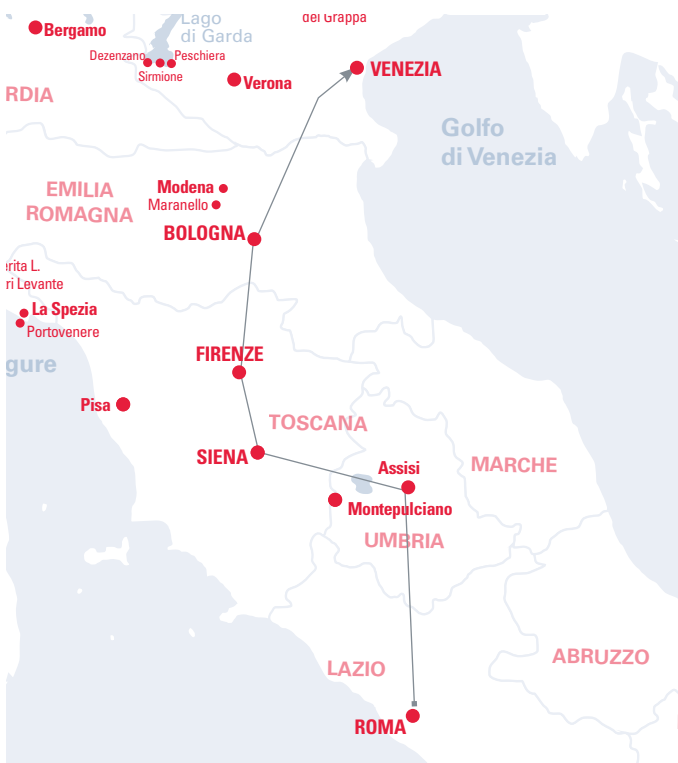 del Grappa
Lago
di Garda
Bergamo
Dezenzano
Peschiera
Sirmione
Verona
VENEZIA
RDIA
Golfo
di Venezia
EMILIA
ROMAGNA
Modena
Maranello
BOLOGNA
erita L.
ri Levante
La Spezia
Portovenere
gure
FIRENZE
Pisa
TOSCANA
SIENA
Assisi
MARCHE
Montepulciano
UMBRIA
LAZIO
ABRUZZO
ROMA